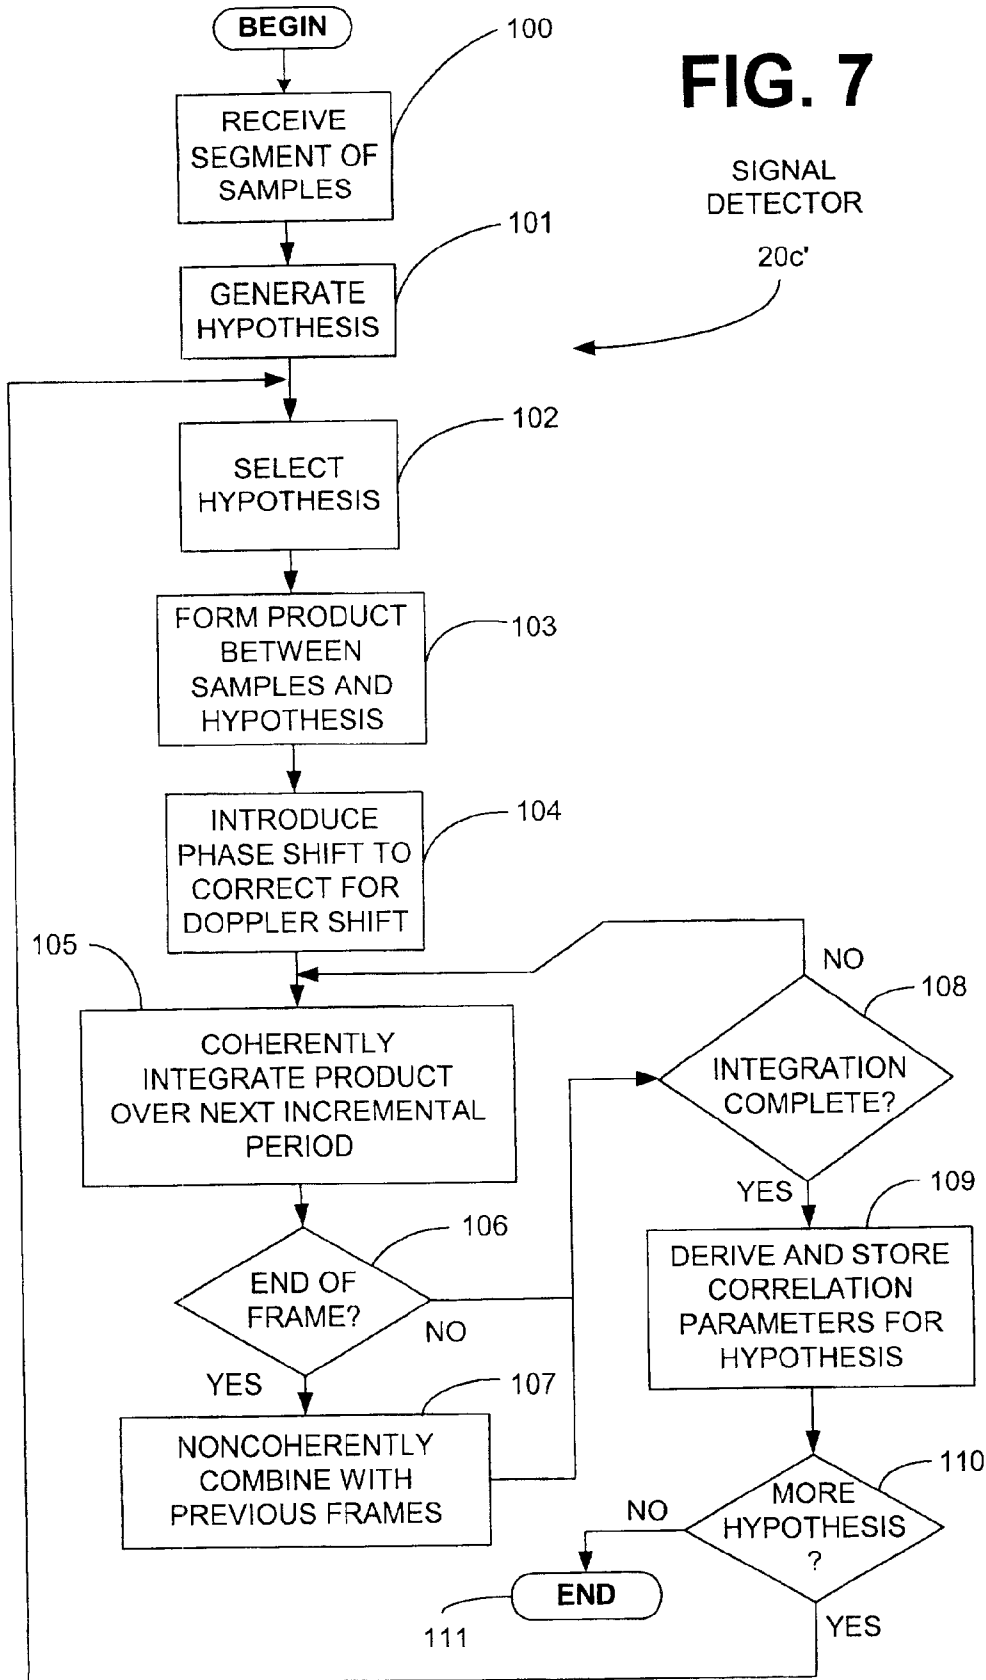 BEGIN
100
FIG. 7
RECEIVE
SEGMENT OF
SAMPLES
SIGNAL
DETECTOR
20c'
101
GENERATE
HYPOTHESIS
102
SELECT
HYPOTHESIS
103
FORM PRODUCT
BETWEEN
SAMPLES AND
HYPOTHESIS
104
INTRODUCE
PHASE SHIFT TO
CORRECT FOR
DOPPLER SHIFT
105
COHERENTLY
INTEGRATE PRODUCT
OVER NEXT INCREMENTAL
PERIOD
106
END OF
FRAME?
NO
YES
107
NONCOHERENTLY
COMBINE WITH
PREVIOUS FRAMES
NO
108
INTEGRATION
COMPLETE?
YES
109
DERIVE AND STORE
CORRELATION
PARAMETERS FOR
HYPOTHESIS
110
MORE
HYPOTHESIS
?
NO
YES
END
111